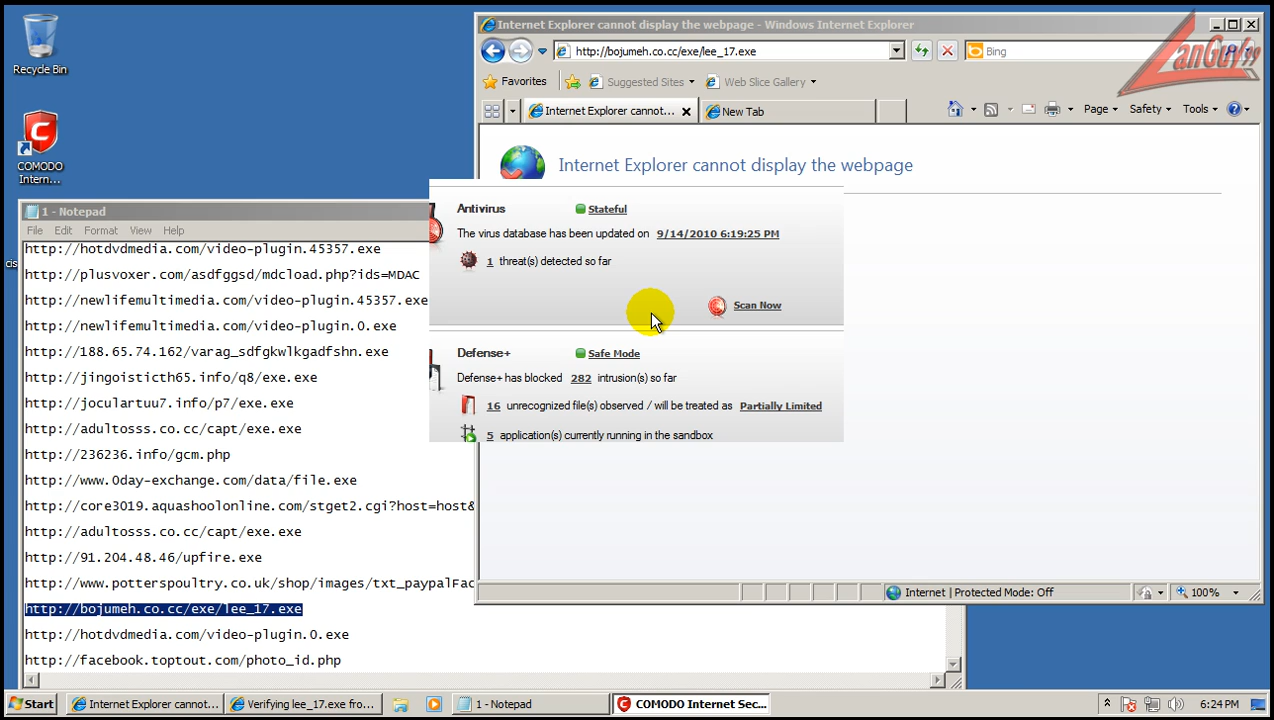 Recycle Bin
COMODO
Intern...
cis
Internet Explorer cannot display the webpage - Windows Internet Explorer
http://bojumeh.co.cc/exe/lee_17.exe
Bing
LanGuy99
Favorites
Suggested Sites
Web Slice Gallery
Internet Explorer cannot...
New Tab
Page
Safety
Tools
Internet Explorer cannot display the webpage
1 - Notepad
File Edit Format View Help
http://hotdvdmedia.com/video-plugin.45357.exe
http://plusvoxer.com/asdfggsd/mdcload.php?ids=MDAC
http://newlifemultimedia.com/video-plugin.45357.exe
http://newlifemultimedia.com/video-plugin.0.exe
http://188.65.74.162/varag_sdfgkwlkgadfshn.exe
http://jingoisticth65.info/q8/exe.exe
http://joculartuu7.info/p7/exe.exe
http://adultosss.co.cc/capt/exe.exe
http://236236.info/gcm.php
http://www.0day-exchange.com/data/file.exe
http://core3019.aquashoolonline.com/stget2.cgi?host=host&
http://adultosss.co.cc/capt/exe.exe
http://91.204.48.46/upfire.exe
http://www.potterspoultry.co.uk/shop/images/txt_paypalFac
http://bojumeh.co.cc/exe/lee_17.exe
http://hotdvdmedia.com/video-plugin.0.exe
http://facebook.toptout.com/photo_id.php
Antivirus Stateful
The virus database has been updated on 9/14/2010 6:19:25 PM
1 threat(s) detected so far
Scan Now
Defense+ Safe Mode
Defense+ has blocked 282 intrusion(s) so far
16 unrecognized file(s) observed / will be treated as Partially Limited
5 application(s) currently running in the sandbox
Internet | Protected Mode: Off
100%
Start
Internet Explorer cannot...
Verifying lee_17.exe fro...
1 - Notepad
COMODO Internet Sec...
6:24 PM